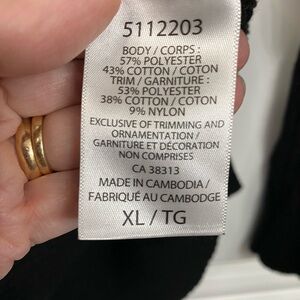 5112203
BODY / CORPS :
57% POLYESTER
43% COTTON / COTON
TRIM / GARNITURE :
53% POLYESTER
38% COTTON / COTON
9% NYLON
EXCLUSIVE OF TRIMMING AND
ORNAMENTATION /
GARNITURE ET DÉCORATION
NON COMPRISES
CA 38313
MADE IN CAMBODIA /
FABRIQUÉ AU CAMBODGE
XL / TG